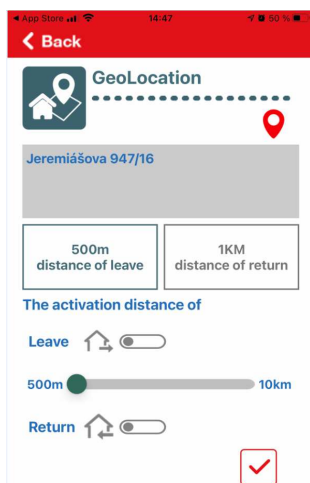 App Store
14:47
50 %
Back
GeoLocation
Jeremiášova 947/16
500m
distance of leave
1KM
distance of return
The activation distance of
Leave
500m
10km
Return